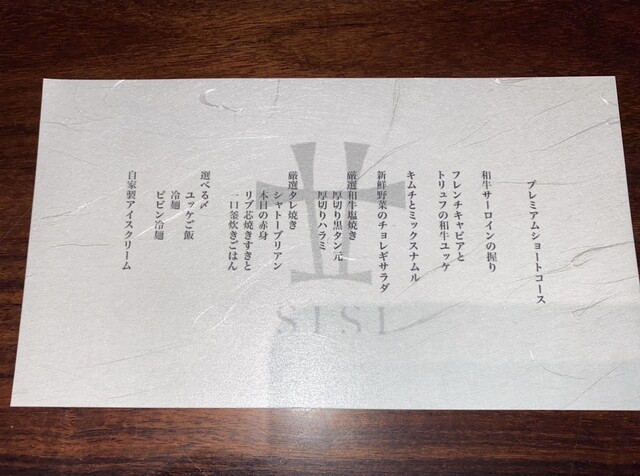 プレミアムショートコース
和牛サーロインの握り
フレンチキャビアと
トリュフの和牛ユッケ
キムチとミックスナムル
新鮮野菜のチョレギサラダ
厳選和牛塩焼き
厚切り黒タン元
厚切りハラミ
厳選タレ焼き
シャトーブリアン
本日の赤身
リブ芯焼きすきと
一口釜炊きごはん
選べる〆
ユッケご飯
冷麺
ビビン冷麺
自家製アイスクリーム
SISI